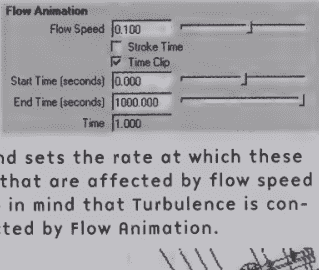 Flow Animation
Flow Speed 0.100
Stroke Time
Time Clip
Start Time (seconds) 0.000
End Time (seconds) 1000.000
Time 1.000
nd sets the rate at which these
that are affected by flow speed
in mind that Turbulence is con-
cted by Flow Animation.